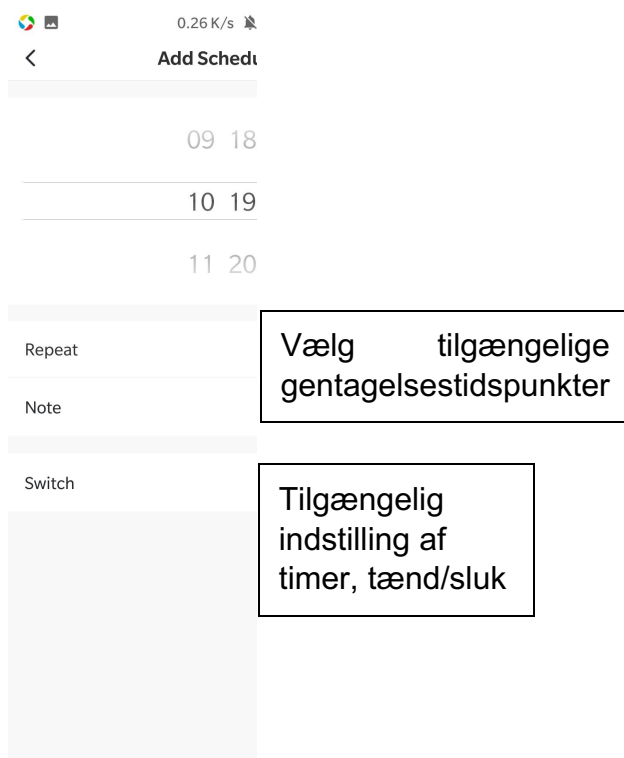 0.26 K/s
Add Schedu
09 18
10 19
11 20
Repeat
Vælg tilgængelige
gentagelsestidspunkter
Note
Switch
Tilgængelig
indstilling af
timer, tænd/sluk